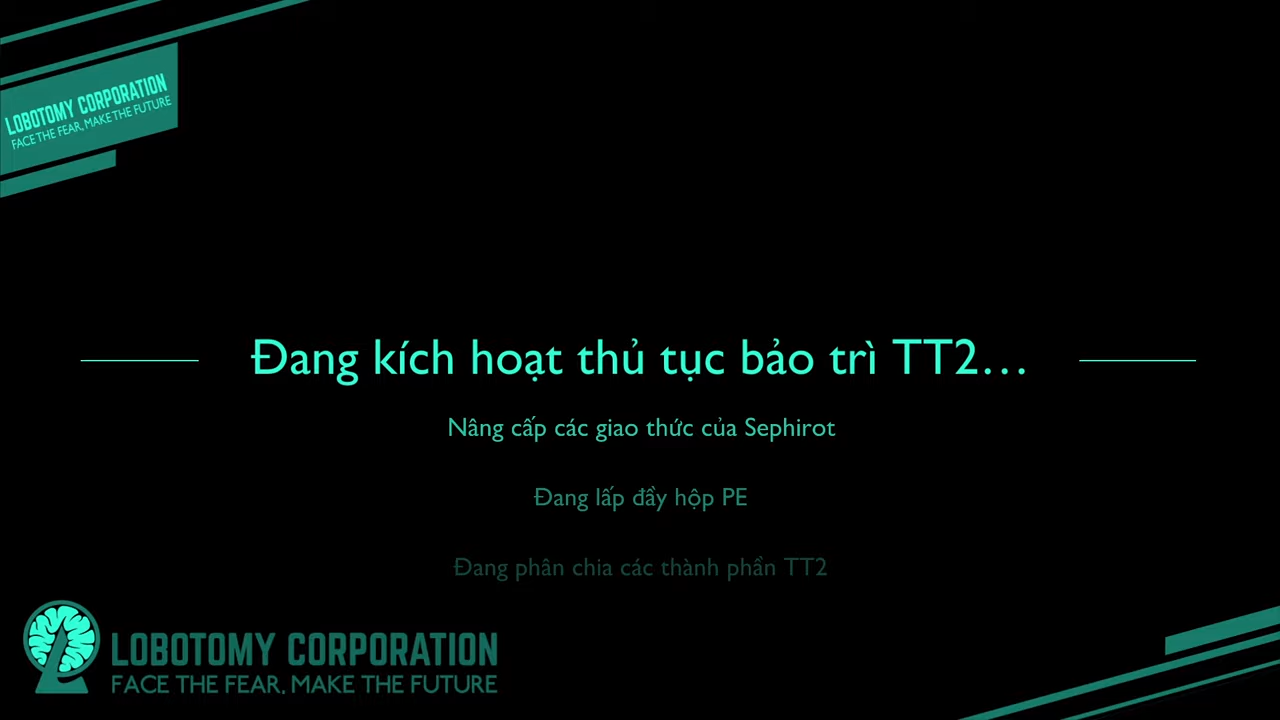 LOBOTOMY CORPORATION
FACE THE FEAR, MAKE THE FUTURE
Đang kích hoạt thủ tục bảo trì TT2...
Nâng cấp các giao thức của Sephirot
Đang lấp đầy hộp PE
Đang phân chia các thành phần TT2
LOBOTOMY CORPORATION
FACE THE FEAR, MAKE THE FUTURE